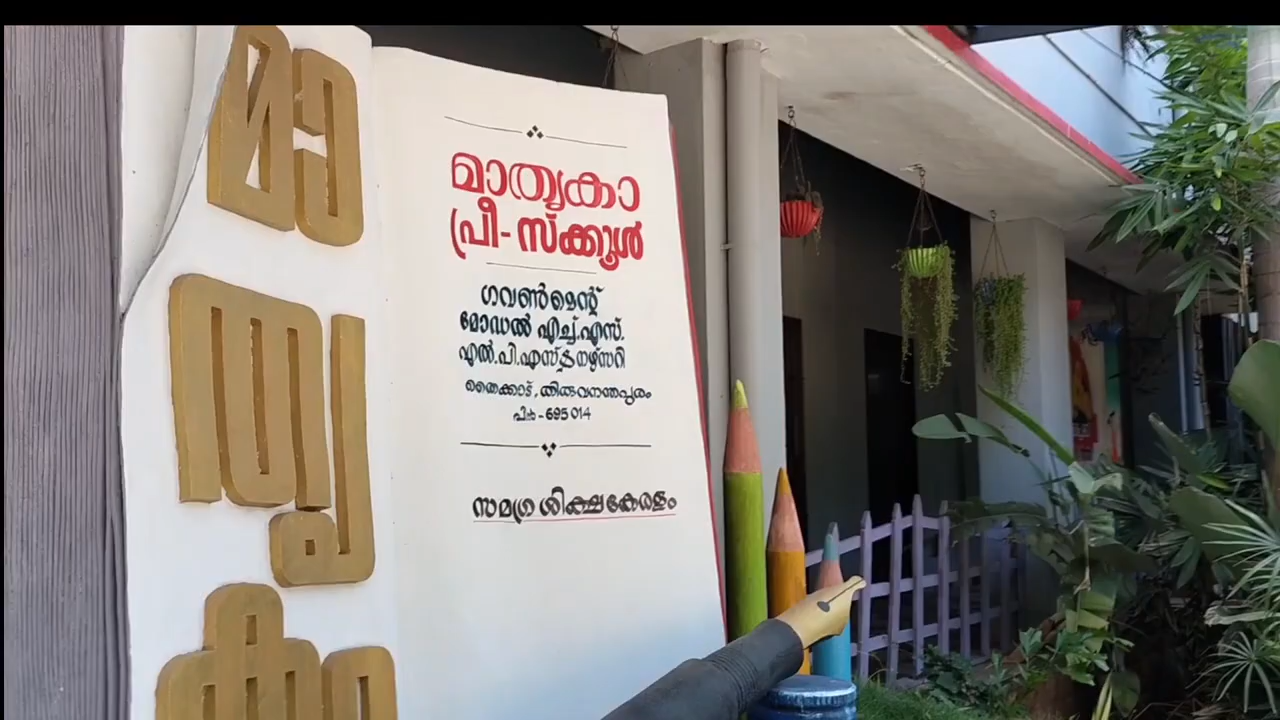 മാതൃകാ
മാതൃകാ
പ്രീ-സ്ക്കൂൾ
ഗവൺമെന്റ്
മോഡൽ എച്ച്.എസ്.
എൽ.പി.എസ്&നഴ്സറി
തൈക്കാട്, തിരുവനന്തപുരം
പിൻ-695 014
സമഗ്ര ശിക്ഷ കേരളം